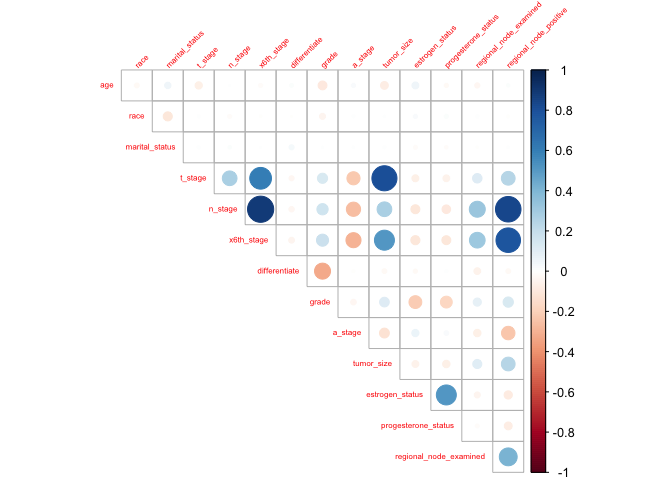 race
marital_status
t_stage
n_stage
x6th_stage
differentiate
grade
a_stage
tumor_size
estrogen_status
progesterone_status
regional_node_examined
regional_node_positive
age
race
marital_status
t_stage
n_stage
x6th_stage
differentiate
grade
a_stage
tumor_size
estrogen_status
progesterone_status
regional_node_examined
1
0.8
0.6
0.4
0.2
0
-0.2
-0.4
-0.6
-0.8
-1